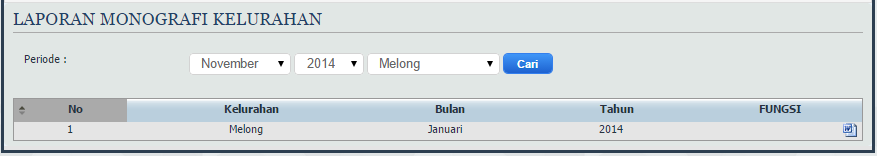 LAPORAN MONOGRAFI KELURAHAN
Periode : November 2014 Melong Cari
No Kelurahan Bulan Tahun FUNGSI
1 Melong Januari 2014